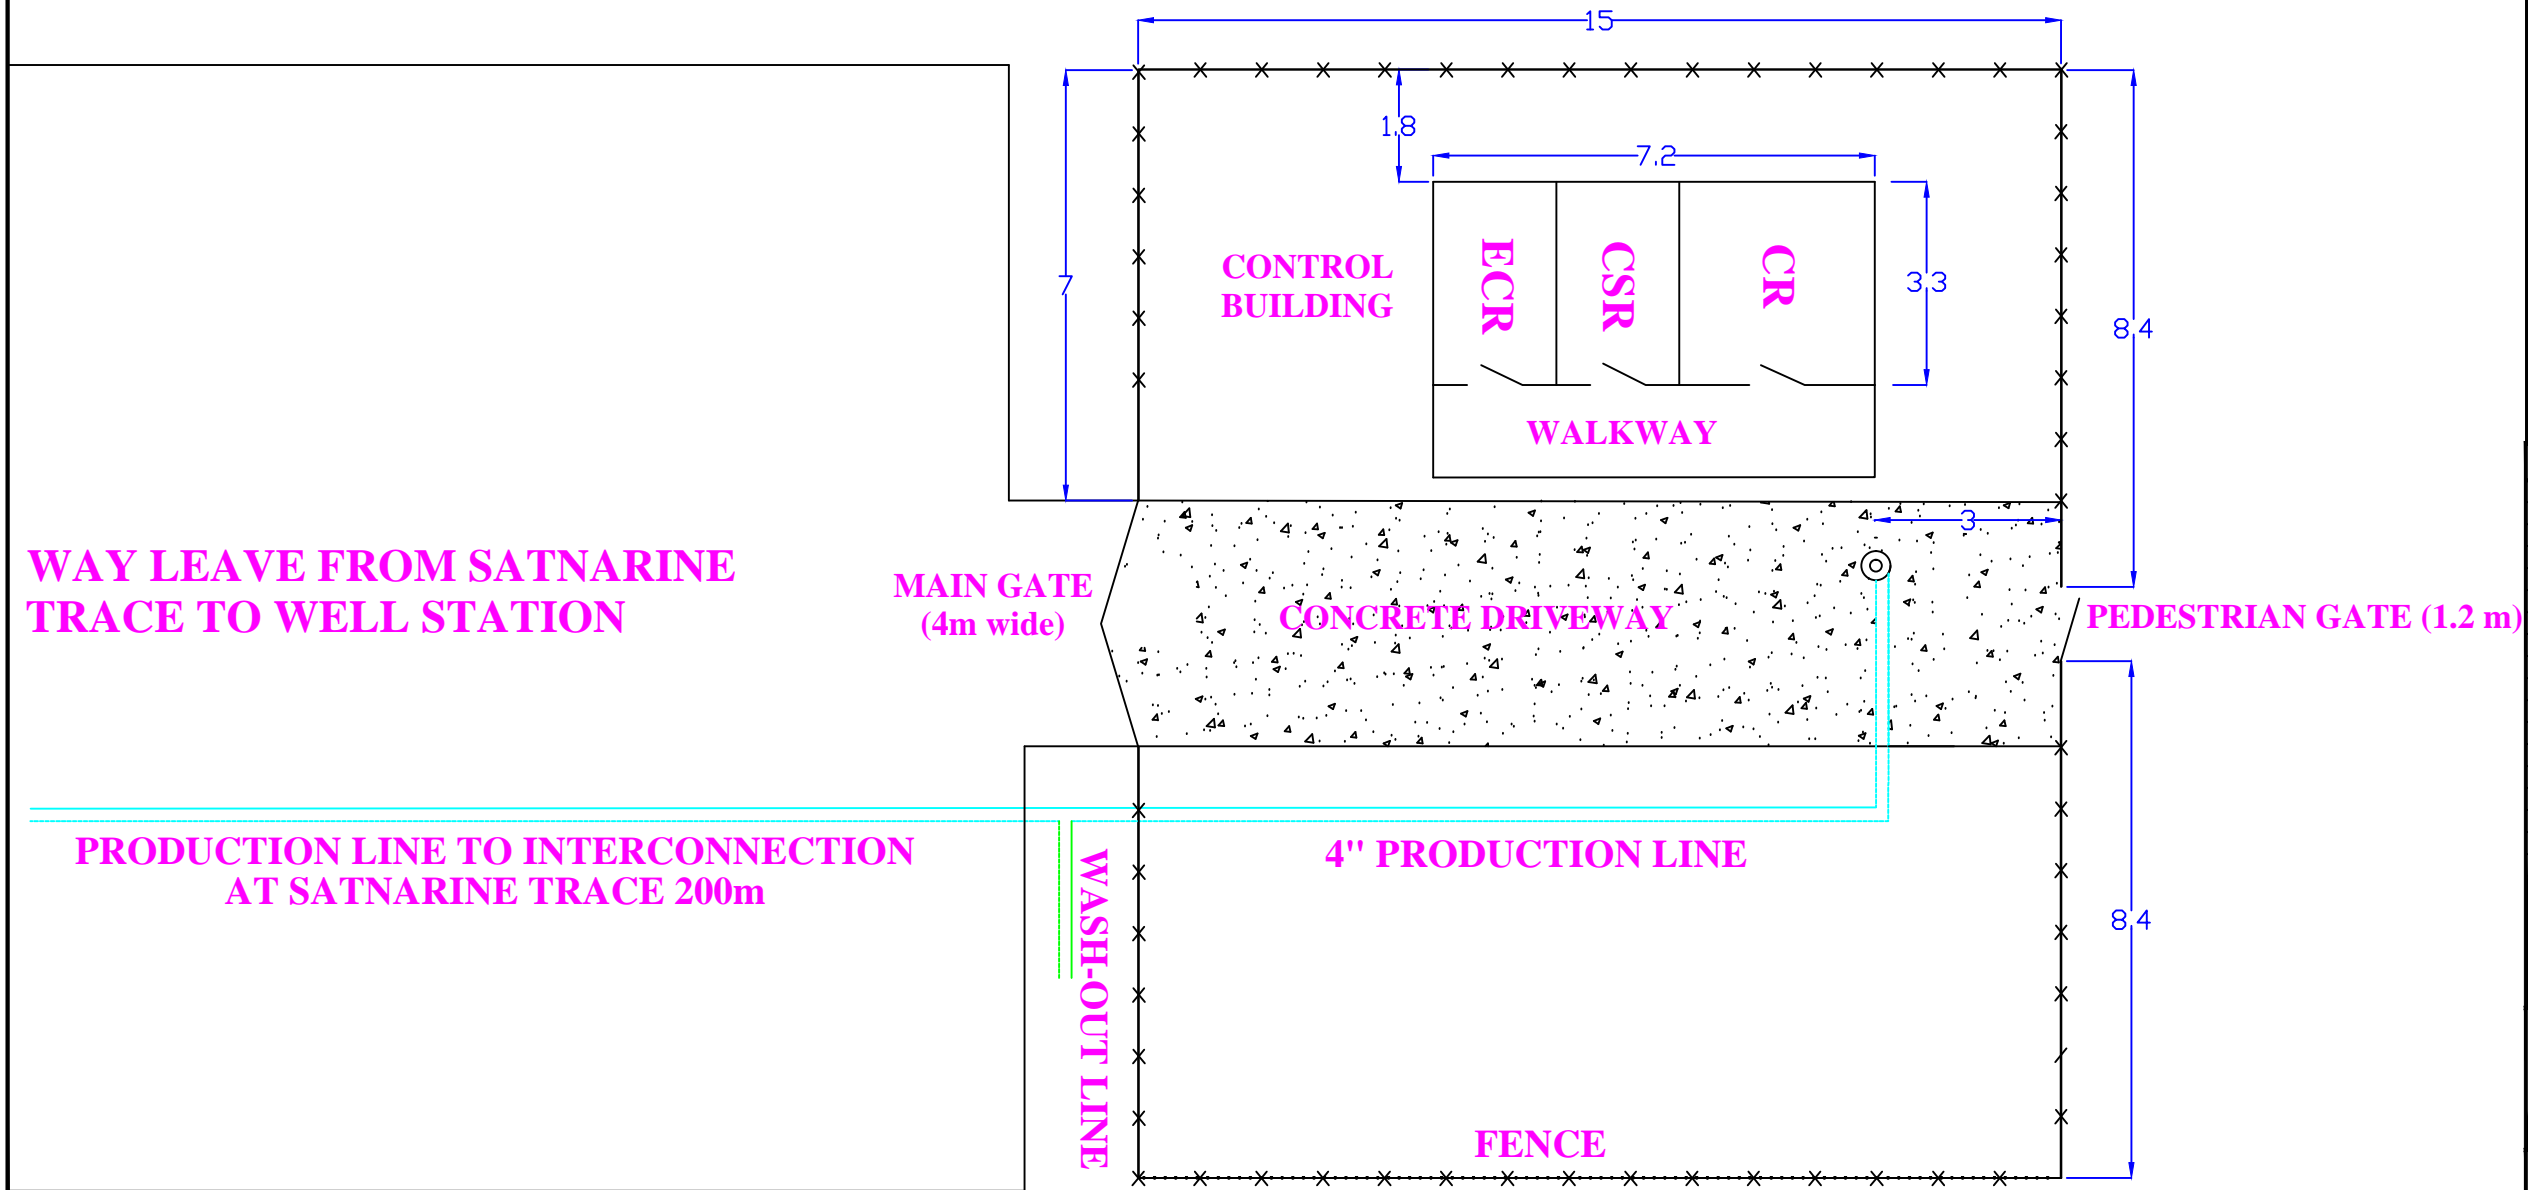 15
1.8
7.2
CONTROL
BUILDING
ECR
CSR
CR
3.3
7
8.4
WALKWAY
3
WAY LEAVE FROM SATNARINE
TRACE TO WELL STATION
MAIN GATE
(4m wide)
CONCRETE DRIVEWAY
PEDESTRIAN GATE (1.2 m)
PRODUCTION LINE TO INTERCONNECTION
AT SATNARINE TRACE 200m
4" PRODUCTION LINE
WASH-OUT LINE
8.4
FENCE